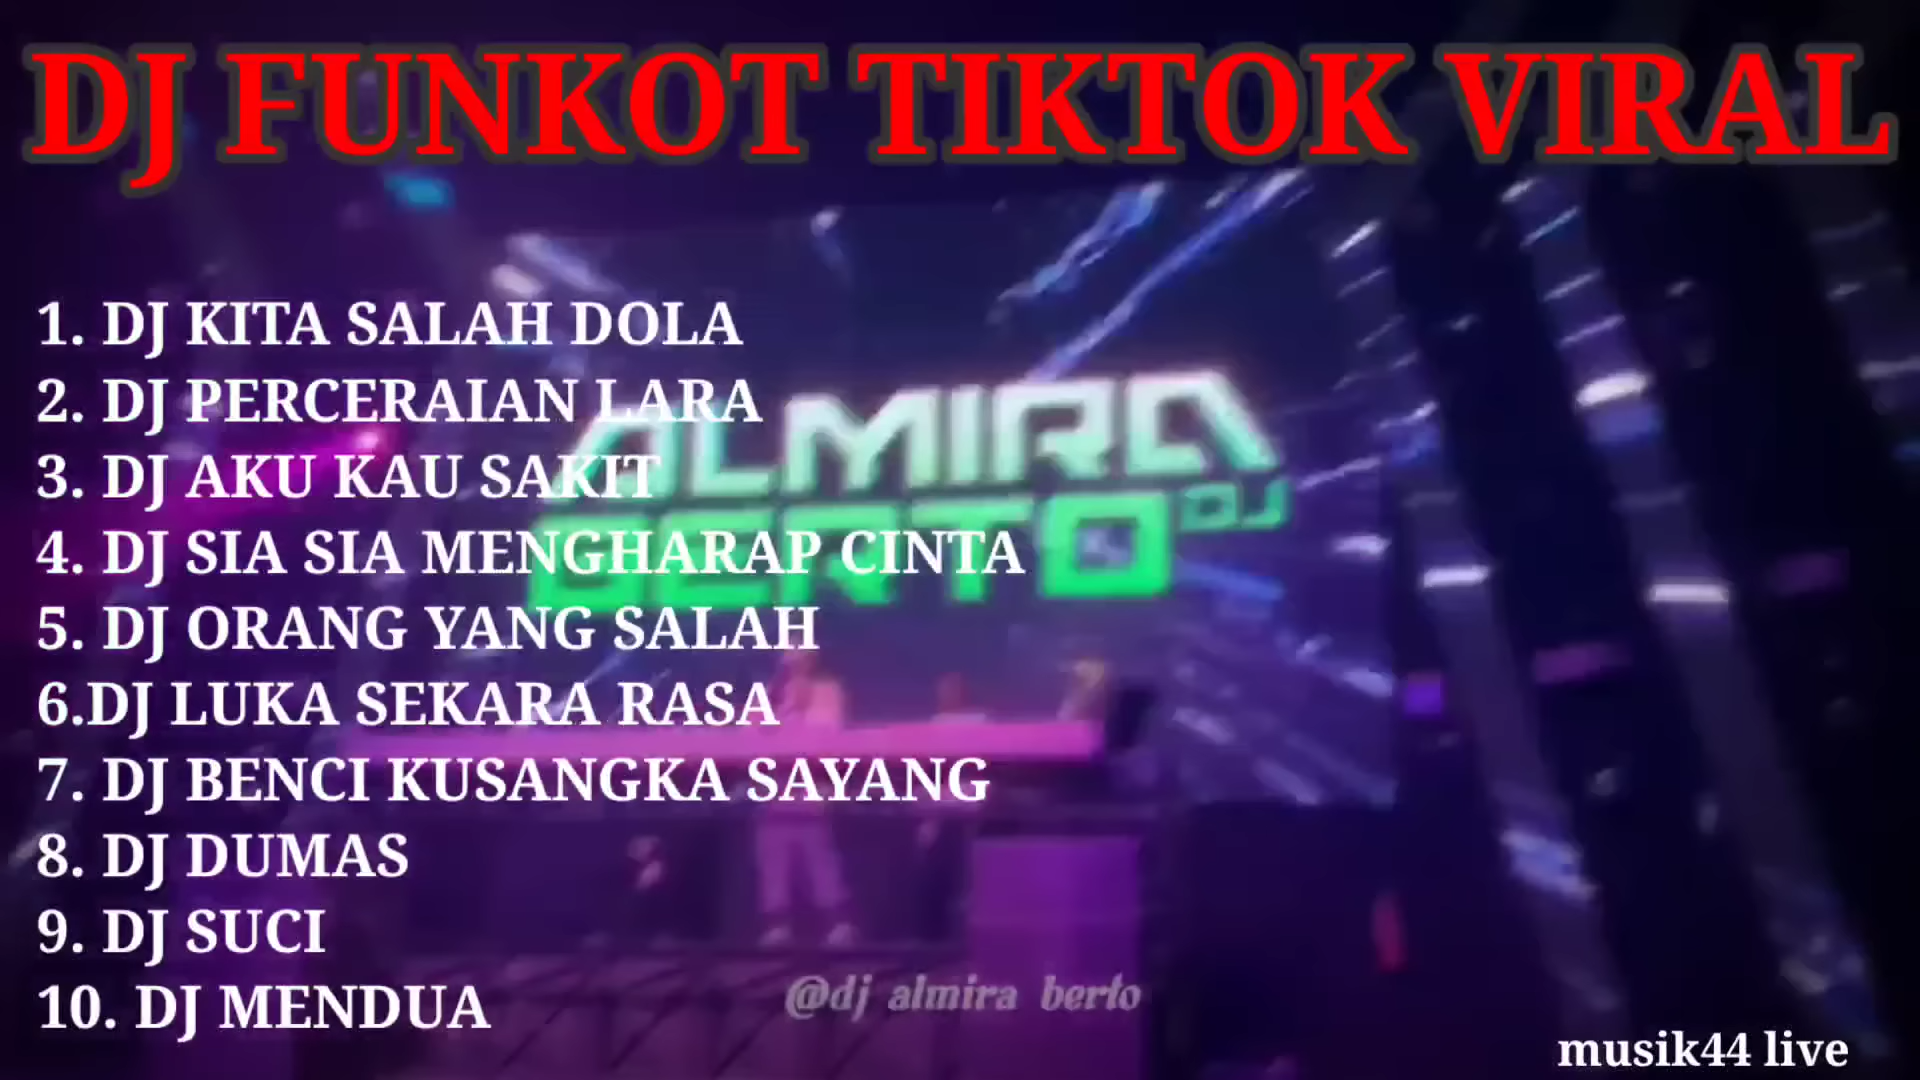 DJ FUNKOT TIKTOK VIRAL
1. DJ KITA SALAH DOLA
2. DJ PERCERAIAN LARA
3. DJ AKU KAU SAKIT
4. DJ SIA SIA MENGHARAP CINTA
5. DJ ORANG YANG SALAH
6.DJ LUKA SEKARA RASA
7. DJ BENCI KUSANGKA SAYANG
8. DJ DUMAS
9. DJ SUCI
10. DJ MENDUA
ALMIRA
BERTO DJ
@dj almira berto
musik44 live